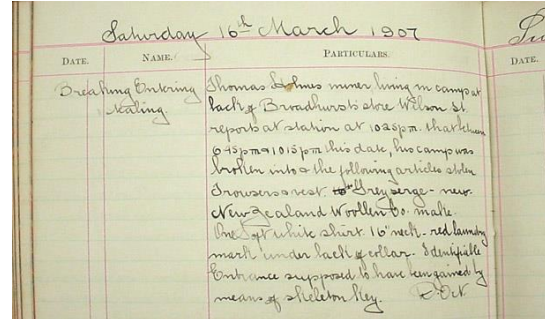 Saturday 16th March 1907
DATE. NAME. PARTICULARS. DATE.
Breaking Entering
& stealing
Thomas Holmes miner, living in camp at
back of Broadhurst's store Wilson St.
reports at station at 10.25 pm. that between
6.45 pm & 10.15 pm this date, his camp was
broken into & the following articles stolen
Trousers & vest. Grey serge - new.
New Zealand Woollen Co. make.
One Soft white shirt. 16" neck - red laundry
mark under back of collar. Identifiable
Entrance supposed to have been gained by
means of skeleton key.